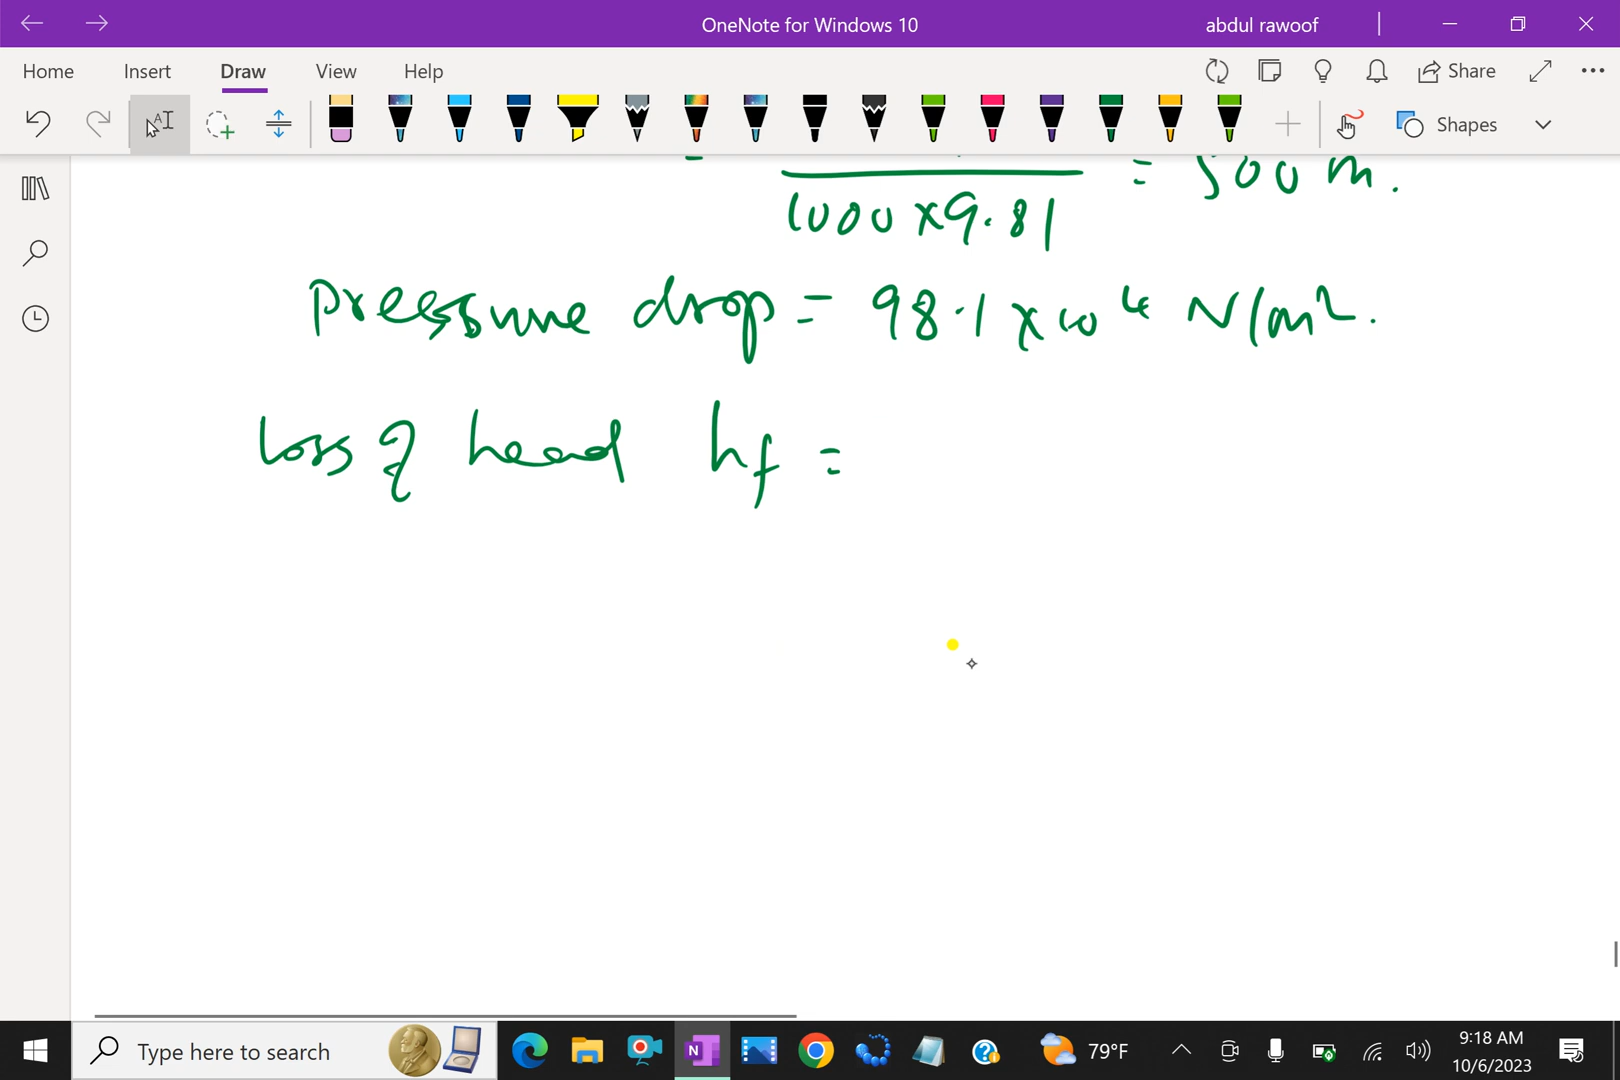 OneNote for Windows 10
abdul rawoof
Home Insert Draw View Help
Share
Shapes
= 1000 x 9.81 = 500 m.
Pressure drop = 98.1 x 10⁴ N/m².
Loss of head hf =
Type here to search
79°F
9:18 AM
10/6/2023